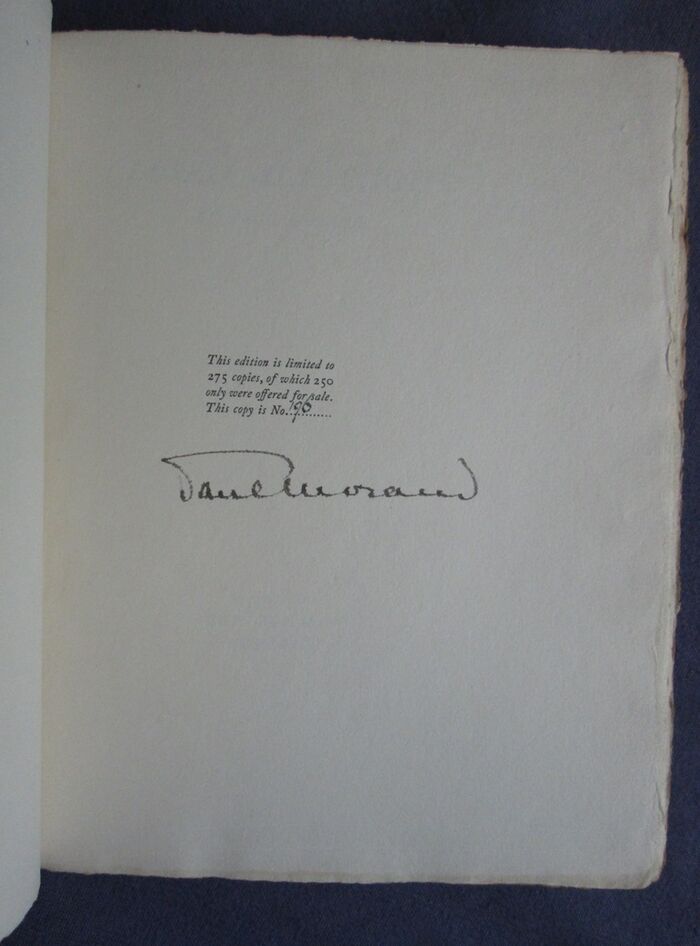 This edition is limited to
275 copies, of which 250
only were offered for sale.
This copy is No..190..........
Paul Morand